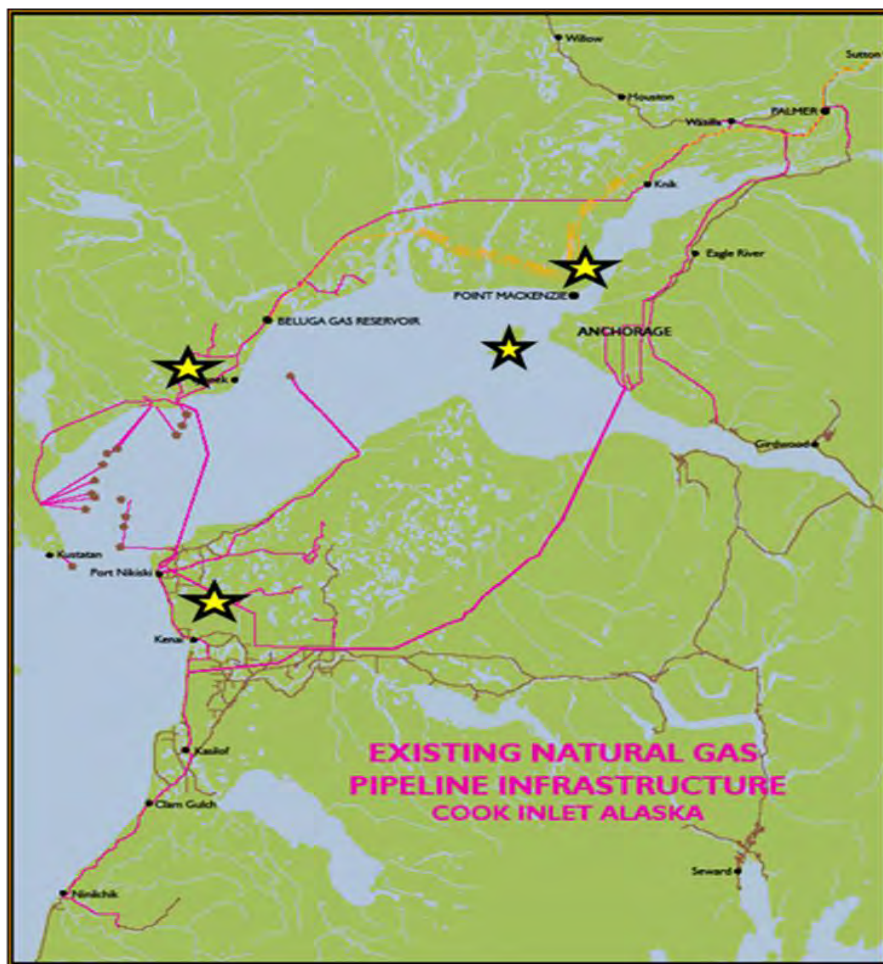 Willow
Sutton
Houston
PALMER
Wasilla
Knik
Eagle River
POINT MACKENZIE
BELUGA GAS RESERVOIR
ANCHORAGE
Girdwood
Kustatan
Port Nikiski
Kenai
EXISTING NATURAL GAS
PIPELINE INFRASTRUCTURE
COOK INLET ALASKA
Kasilof
Clam Gulch
Seward
Ninilchik